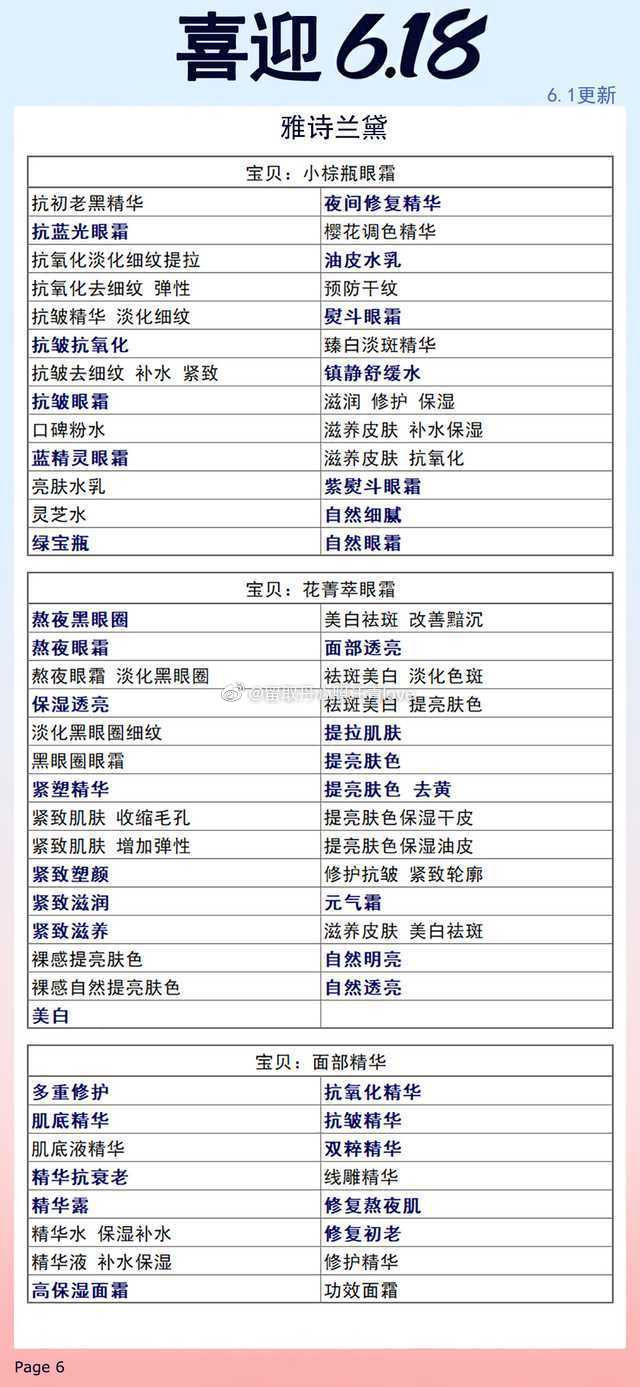 喜迎6.18
6.1更新
雅诗兰黛
宝贝：小棕瓶眼霜
抗初老黑精华 夜间修复精华
抗蓝光眼霜 樱花调色精华
抗氧化淡化细纹提拉 油皮水乳
抗氧化去细纹 弹性 预防干纹
抗皱精华 淡化细纹 熨斗眼霜
抗皱抗氧化 臻白淡斑精华
抗皱去细纹 补水 紧致 镇静舒缓水
抗皱眼霜 滋润 修护 保湿
口碑粉水 滋养皮肤 补水保湿
蓝精灵眼霜 滋养皮肤 抗氧化
亮肤水乳 紫熨斗眼霜
灵芝水 自然细腻
绿宝瓶 自然眼霜
宝贝：花菁萃眼霜
熬夜黑眼圈 美白祛斑 改善黯沉
熬夜眼霜 面部透亮
熬夜眼霜 淡化黑眼圈 祛斑美白 淡化色斑
保湿透亮 祛斑美白 提亮肤色
淡化黑眼圈细纹 提拉肌肤
黑眼圈眼霜 提亮肤色
紧塑精华 提亮肤色 去黄
紧致肌肤 收缩毛孔 提亮肤色保湿干皮
紧致肌肤 增加弹性 提亮肤色保湿油皮
紧致塑颜 修护抗皱 紧致轮廓
紧致滋润 元气霜
紧致滋养 滋养皮肤 美白祛斑
裸感提亮肤色 自然明亮
裸感自然提亮肤色 自然透亮
美白
宝贝：面部精华
多重修护 抗氧化精华
肌底精华 抗皱精华
肌底液精华 双粹精华
精华抗衰老 线雕精华
精华露 修复熬夜肌
精华水 保湿补水 修复初老
精华液 补水保湿 修护精华
高保湿面霜 功效面霜
Page 6